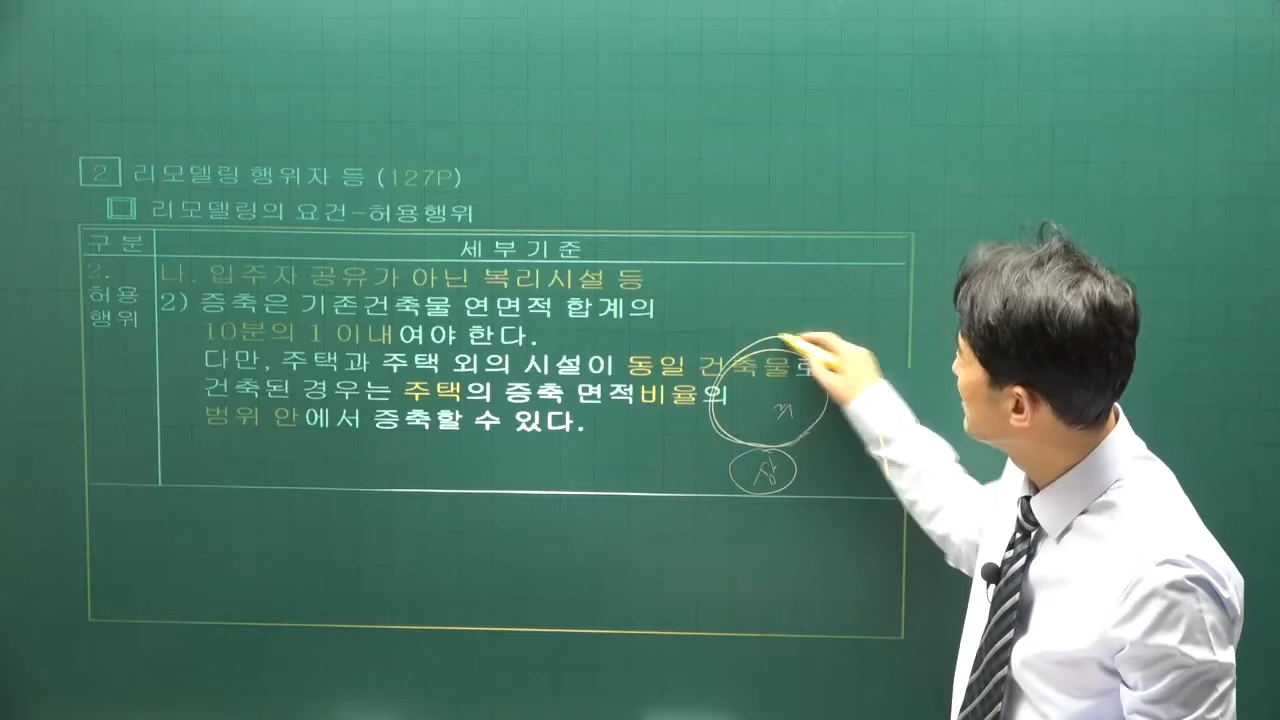 2 리모델링 행위자 등 (127P)
리모델링의 요건-허용행위
구 분 세 부 기 준
2. 허용 행위
나. 입주자 공유가 아닌 복리시설 등
2) 증축은 기존건축물 연면적 합계의
10분의 1 이내여야 한다.
다만, 주택과 주택 외의 시설이 동일 건축물로
건축된 경우는 주택의 증축 면적비율의
범위 안에서 증축할 수 있다.
상